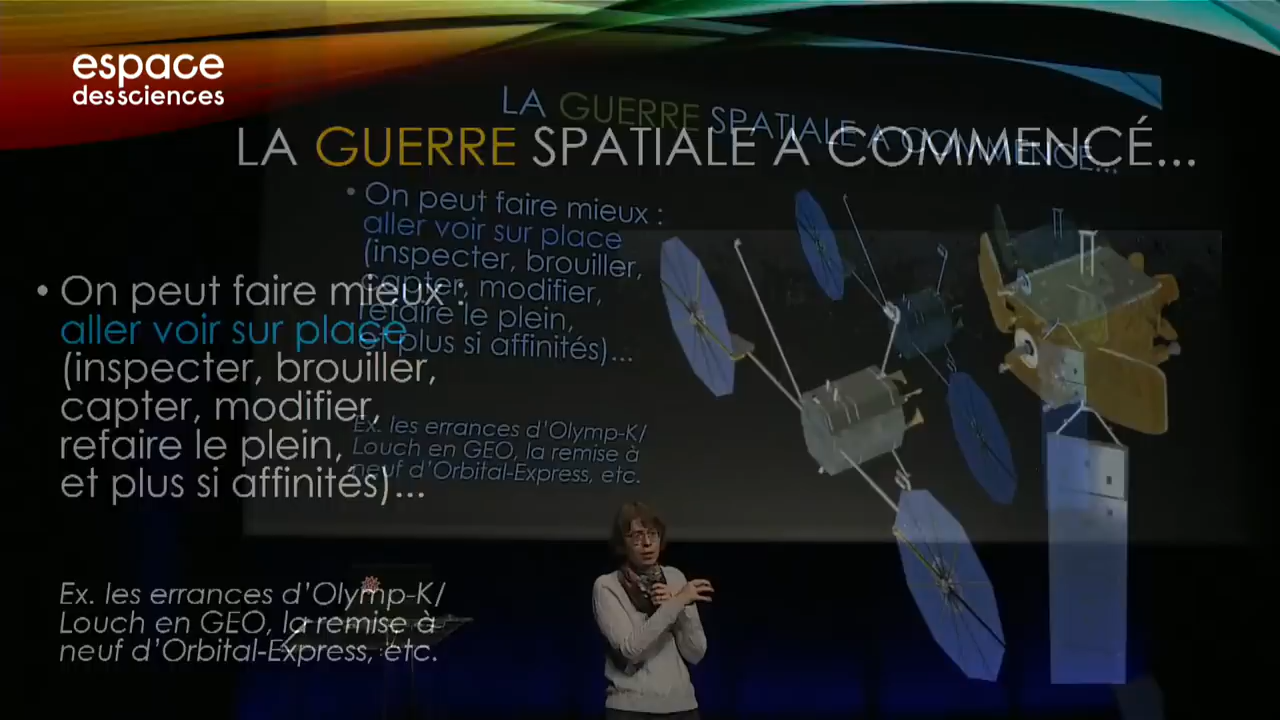 espace
des sciences
LA GUERRE SPATIALE A COMMENCÉ...
LA GUERRE SPATIALE A COMMENCÉ...
• On peut faire mieux :
aller voir sur place
(inspecter, brouiller,
capter, modifier,
refaire le plein,
et plus si affinités)...
Ex. les errances d'Olymp-K/
Louch en GEO, la remise à
neuf d'Orbital-Express, etc.
• On peut faire mieux :
aller voir sur place
(inspecter, brouiller,
capter, modifier,
refaire le plein,
et plus si affinités)...
Ex. les errances d'Olymp-K/
Louch en GEO, la remise à
neuf d'Orbital-Express, etc.